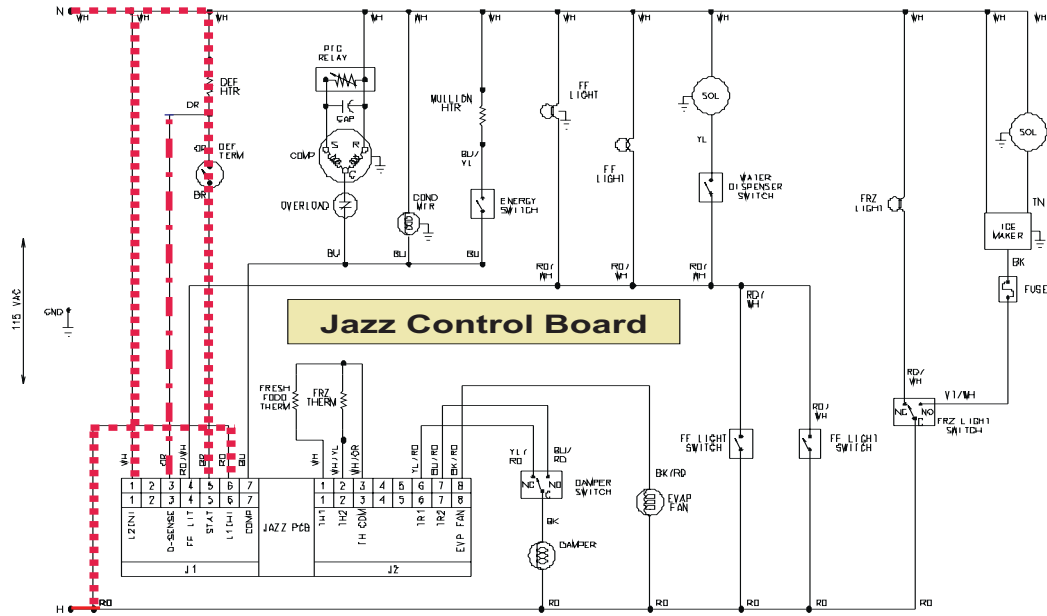 N
WH WH WH WH WH WH WH WH WH WH WH
PTC
RELAY
DEF
HTR
OR
CAP
MULLION
HTR
FF
LIGHT
SOL
SOL
OR
DEF
TERM
BR
COMP
S R
C
OVERLOAD
COND
MTR
BU/
YL
ENERGY
SWITCH
FF
LIGHT
YL
WATER
DISPENSER
SWITCH
FRZ
LIGHT
TN
ICE
MAKER
BK
FUSE
BU BU BU
RD/
WH
RD/
WH
RD/
WH
RD/
WH
115 VAC
GND
Jazz Control Board
FRESH
FOOD
THERM
FRZ
THERM
RD/
WH
VT/WH
NC NO
C
FRZ LIGHT
SWITCH
RD/
WH
FF LIGHT
SWITCH
FF LIGHT
SWITCH
WH OR RD/WH BR RD BU
WH WH/YL WH/OR YL/RD BU/RD BK/RD
YL/
RD
BU/
RD
NC NO
C
DAMPER
SWITCH
BK/RD
EVAP
FAN
BK
DAMPER
1 2 3 4 5 6 7
1 2 3 4 5 6 7
L2(N) D-SENSE FF LIT STAT L1(H) COMP
J1
JAZZ PCB
1 2 3 4 5 6 7 8
1 2 3 4 5 6 7 8
TH1 TH2 TH COM TR1 TR2 EVP FAN
J2
H
RD RD RD RD RD RD